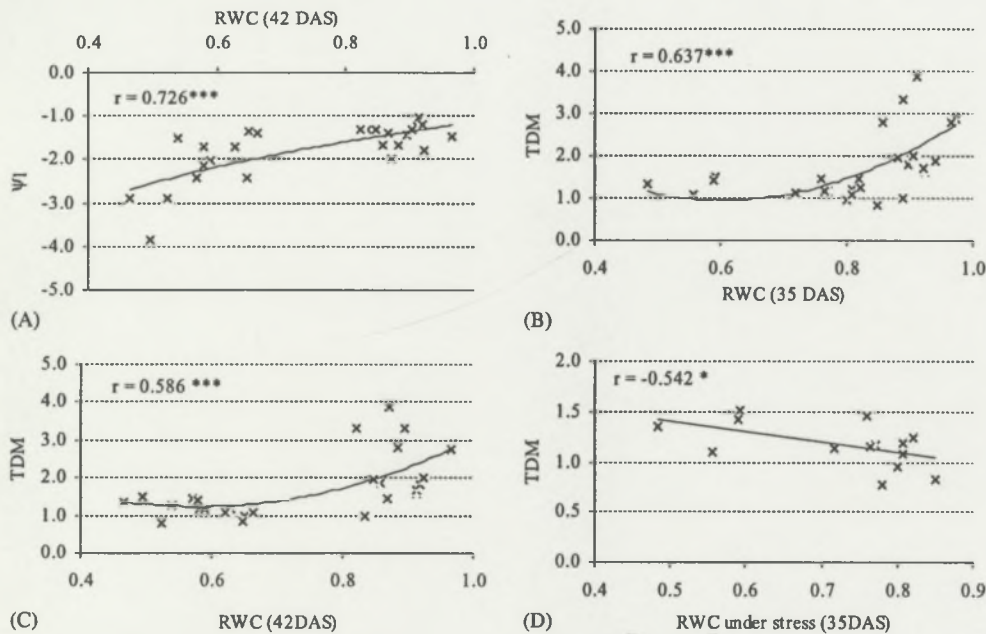 RWC (42 DAS)
0.4 0.6 0.8 1.0
0.0
r = 0.726***
-1.0
-2.0
-3.0
-4.0
-5.0
Ψl
(A)
5.0
r = 0.637***
4.0
3.0
2.0
1.0
0.0
TDM
0.4 0.6 0.8 1.0
RWC (35 DAS)
(B)
5.0
r = 0.586 ***
4.0
3.0
2.0
1.0
0.0
TDM
0.4 0.6 0.8 1.0
(C) RWC (42DAS)
2.0
r = -0.542 *
1.5
1.0
0.5
0.0
TDM
0.4 0.5 0.6 0.7 0.8 0.9
(D) RWC under stress (35DAS)